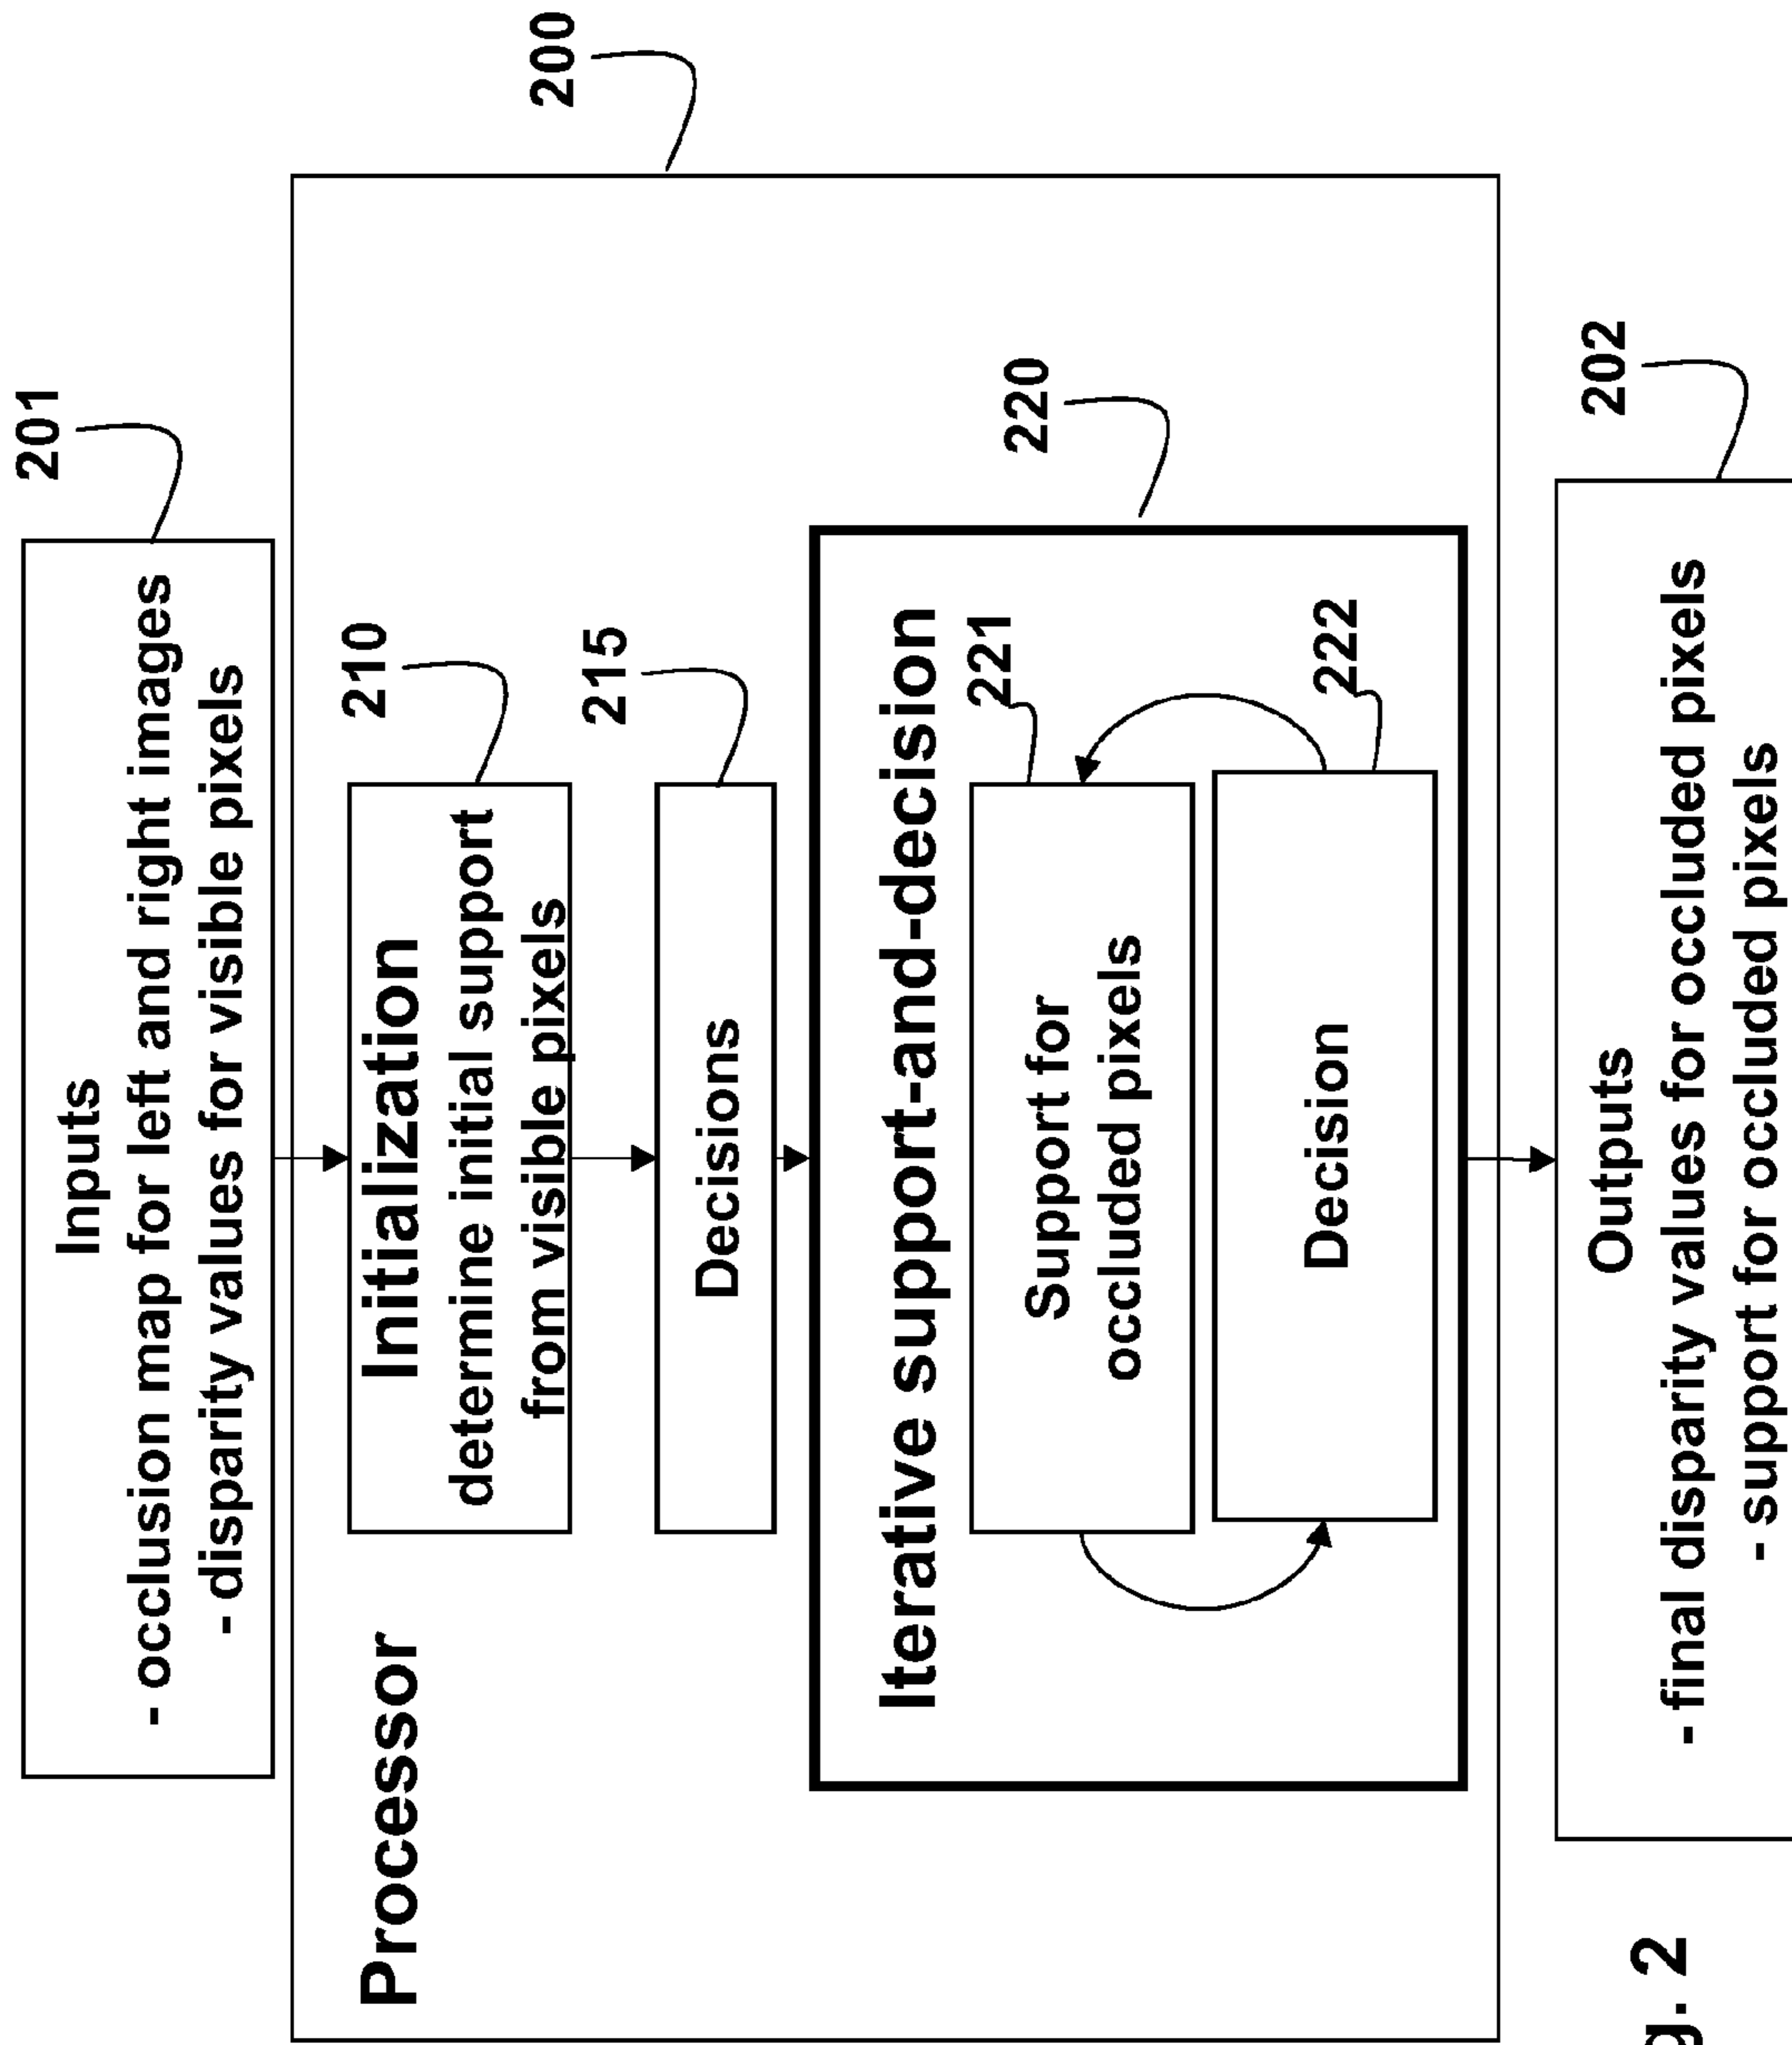 201
Inputs
- occlusion map for left and right images
- disparity values for visible pixels
200
Processor
210
Initialization
determine initial support
from visible pixels
215
Decisions
220
Iterative support-and-decision
221
Support for
occluded pixels
222
Decision
202
Outputs
- final disparity values for occluded pixels
- support for occluded pixels
g. 2